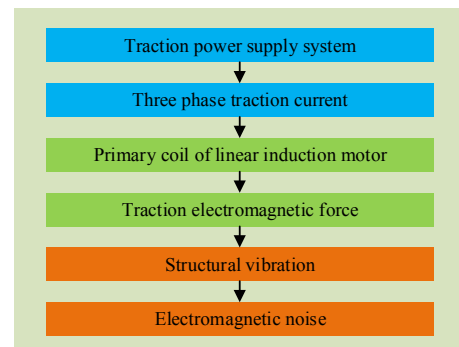 Traction power supply system
Three phase traction current
Primary coil of linear induction motor
Traction electromagnetic force
Structural vibration
Electromagnetic noise